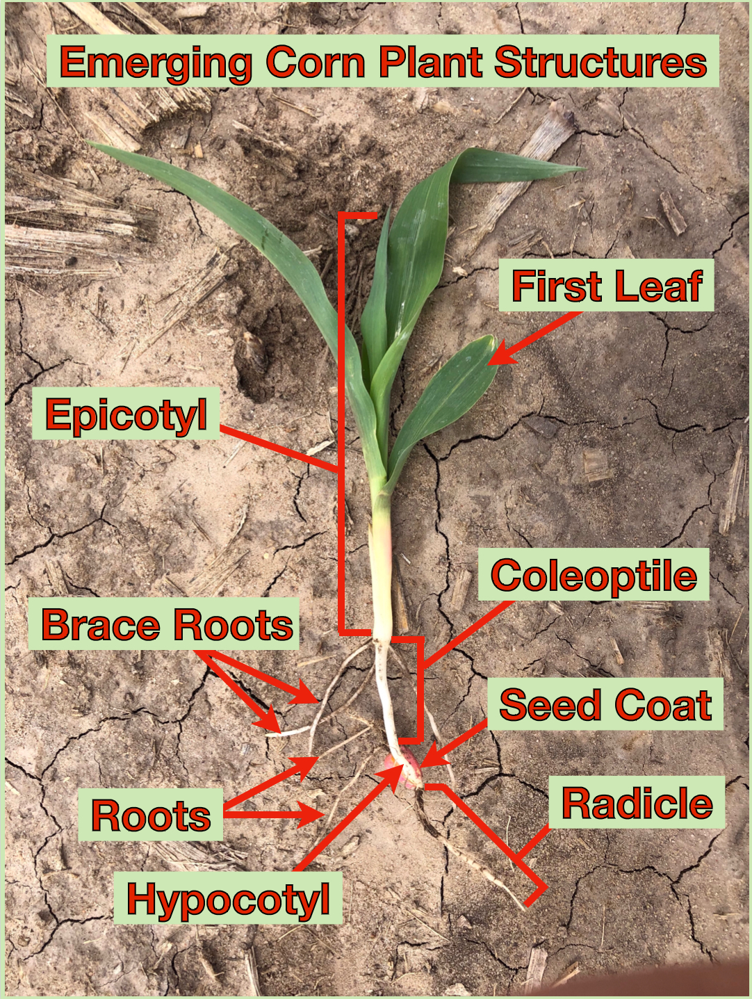 Emerging Corn Plant Structures
First Leaf
Epicotyl
Coleoptile
Brace Roots
Seed Coat
Radicle
Roots
Hypocotyl